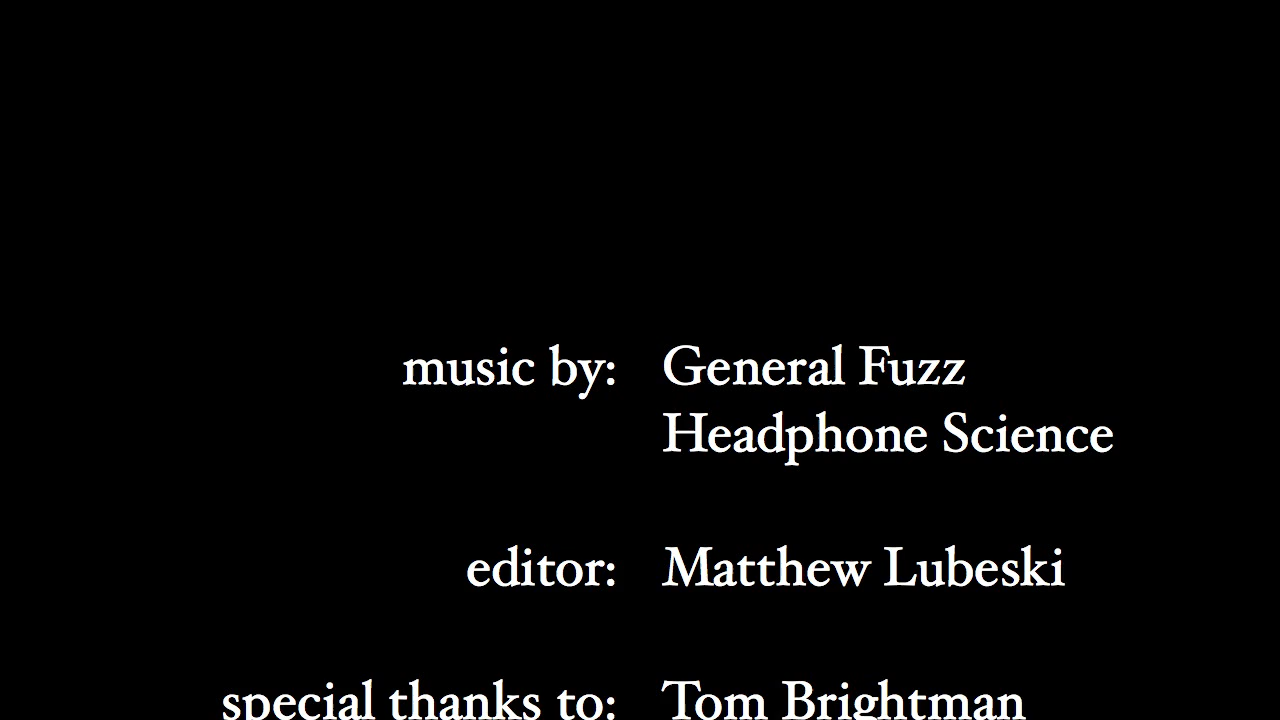 music by: General Fuzz
Headphone Science
editor: Matthew Lubeski
special thanks to: Tom Brightman